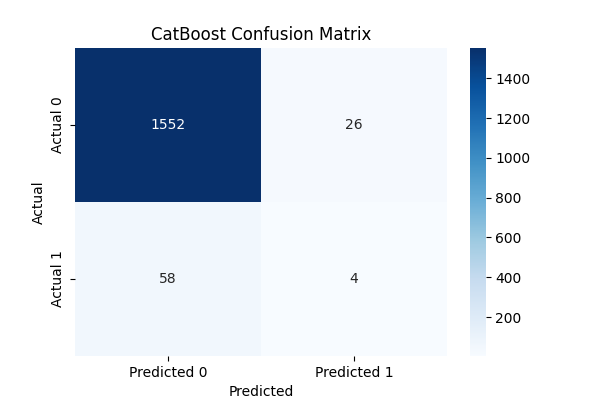 CatBoost Confusion Matrix
Actual
Actual 0
1552
26
Actual 1
58
4
Predicted 0
Predicted 1
Predicted
1400
1200
1000
800
600
400
200